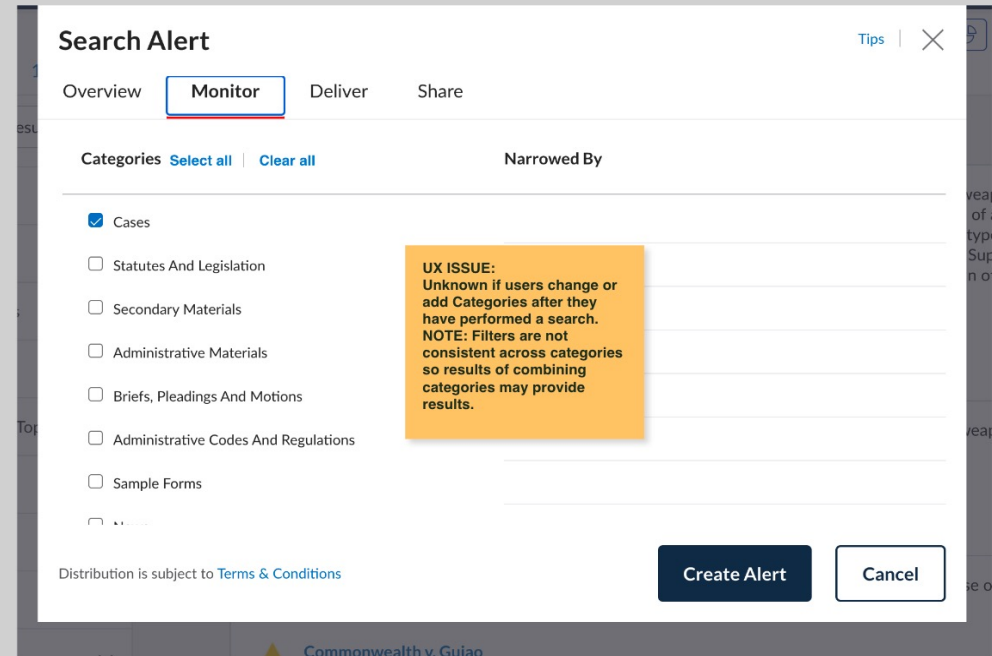 Search Alert
Tips
Overview Monitor Deliver Share
Categories Select all Clear all Narrowed By
Cases
Statutes And Legislation
Secondary Materials
Administrative Materials
Briefs, Pleadings And Motions
Administrative Codes And Regulations
Sample Forms
UX ISSUE:
Unknown if users change or
add Categories after they
have performed a search.
NOTE: Filters are not
consistent across categories
so results of combining
categories may provide
results.
Distribution is subject to Terms & Conditions
Create Alert Cancel
Commonwealth v. Guiao